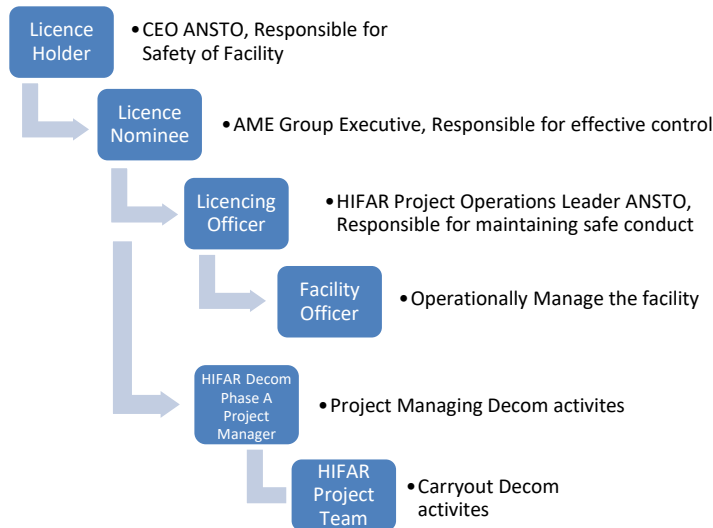 Licence
Holder
•CEO ANSTO, Responsible for
Safety of Facility
Licence
Nominee
•AME Group Executive, Responsible for effective control
Licencing
Officer
•HIFAR Project Operations Leader ANSTO,
Responsible for maintaining safe conduct
Facility
Officer
•Operationally Manage the facility
HIFAR Decom
Phase A
Project
Manager
•Project Managing Decom activites
HIFAR
Project
Team
•Carryout Decom
activites